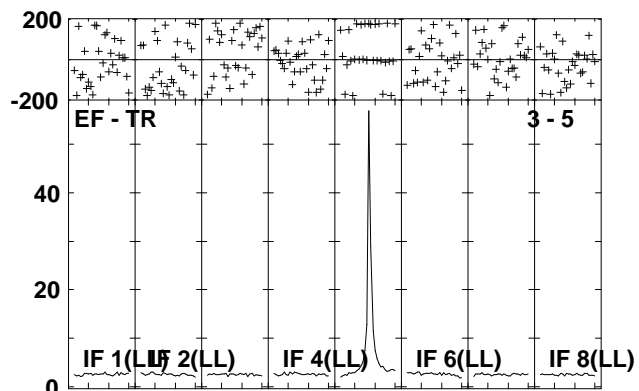 200
-200
EF - TR 3 - 5
40
20
IF 1(LL) IF 2(LL) IF 4(LL) IF 6(LL) IF 8(LL)
0